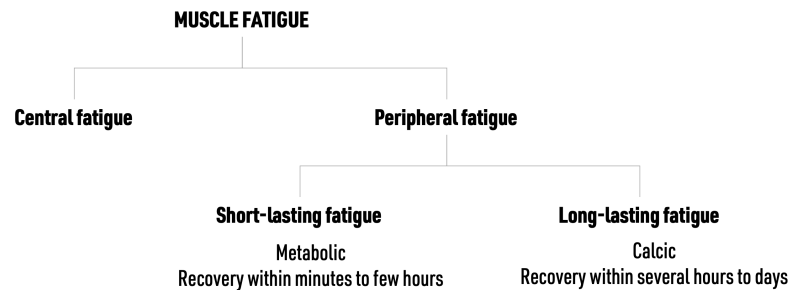 MUSCLE FATIGUE
Central fatigue
Peripheral fatigue
Short-lasting fatigue
Metabolic
Recovery within minutes to few hours
Long-lasting fatigue
Calcic
Recovery within several hours to days